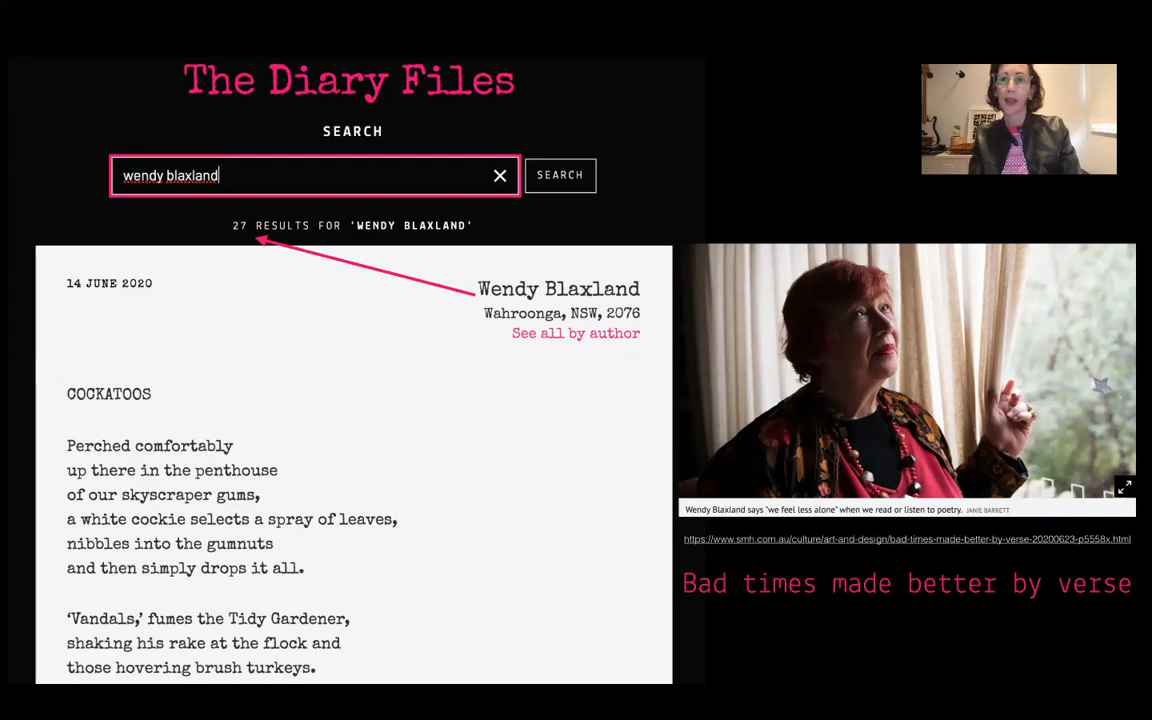 The Diary Files
SEARCH
wendy blaxland
SEARCH
27 RESULTS FOR 'WENDY BLAXLAND'
14 JUNE 2020
Wendy Blaxland
Wahroonga, NSW, 2076
See all by author
COCKATOOS
Perched comfortably
up there in the penthouse
of our skyscraper gums,
a white cockie selects a spray of leaves,
nibbles into the gumnuts
and then simply drops it all.
‘Vandals,’ fumes the Tidy Gardener,
shaking his rake at the flock and
those hovering brush turkeys.
Wendy Blaxland says "we feel less alone" when we read or listen to poetry. JANIE BARRETT
https://www.smh.com.au/culture/art-and-design/bad-times-made-better-by-verse-20200623-p5558x.html
Bad times made better by verse